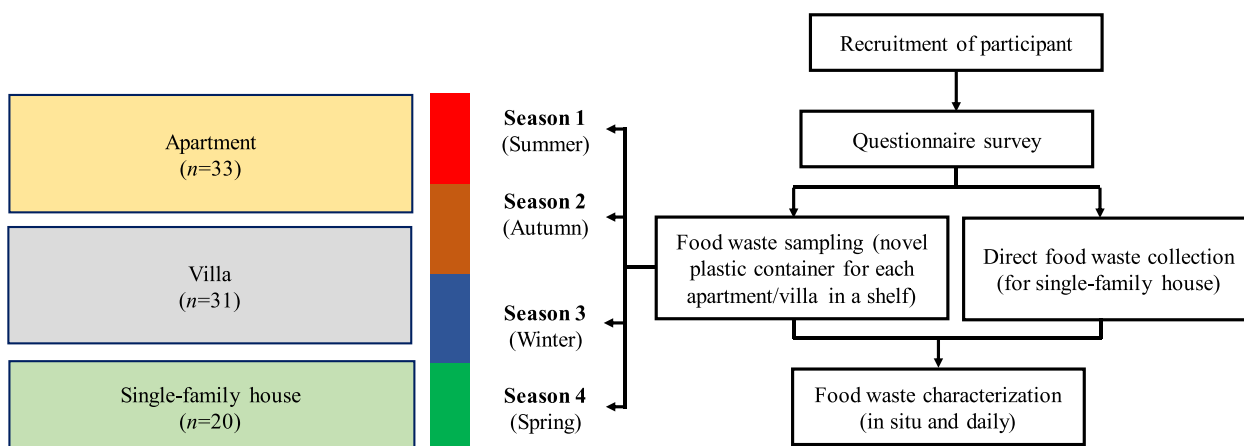 Apartment
(n=33)
Villa
(n=31)
Single-family house
(n=20)
Season 1
(Summer)
Season 2
(Autumn)
Season 3
(Winter)
Season 4
(Spring)
Recruitment of participant
Questionnaire survey
Food waste sampling (novel
plastic container for each
apartment/villa in a shelf)
Direct food waste collection
(for single-family house)
Food waste characterization
(in situ and daily)